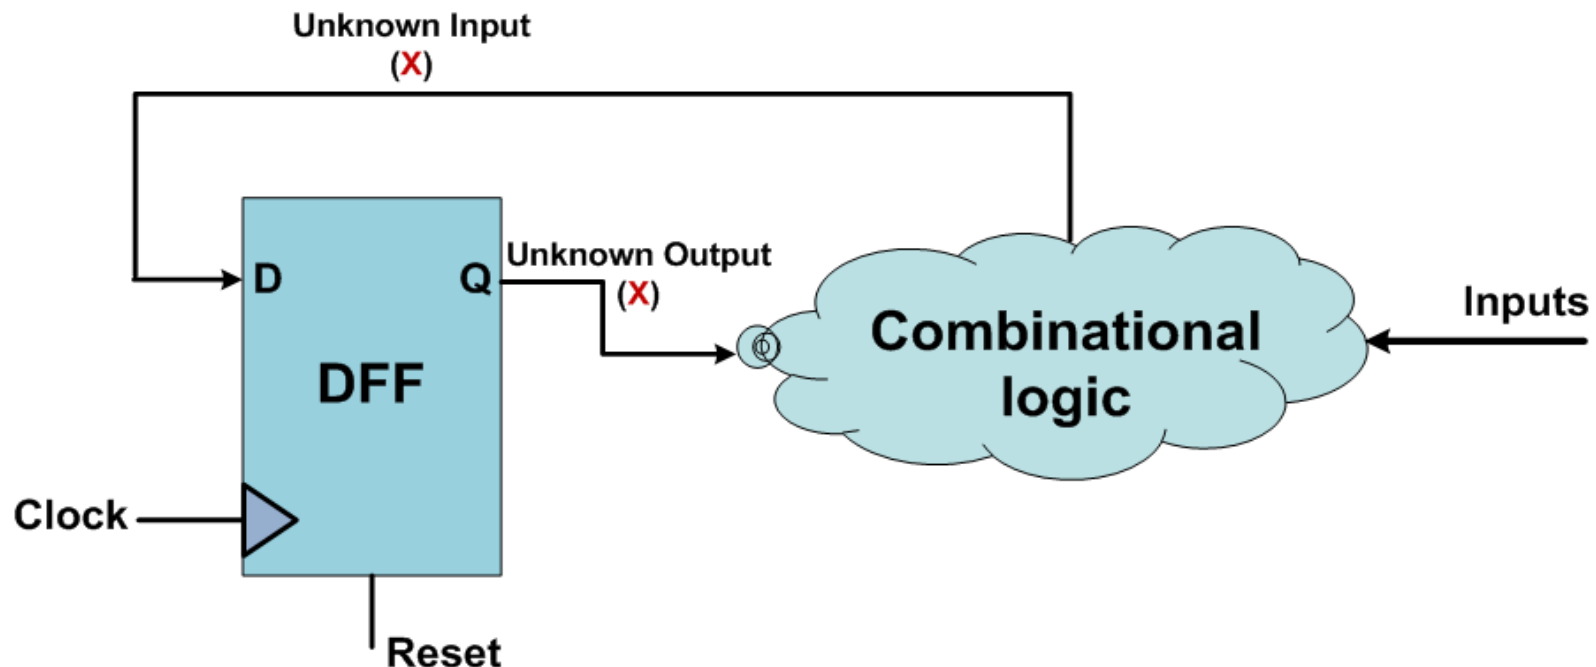 Unknown Input
(X)
Unknown Output
(X)
D
Q
DFF
Combinational
logic
Inputs
Clock
Reset